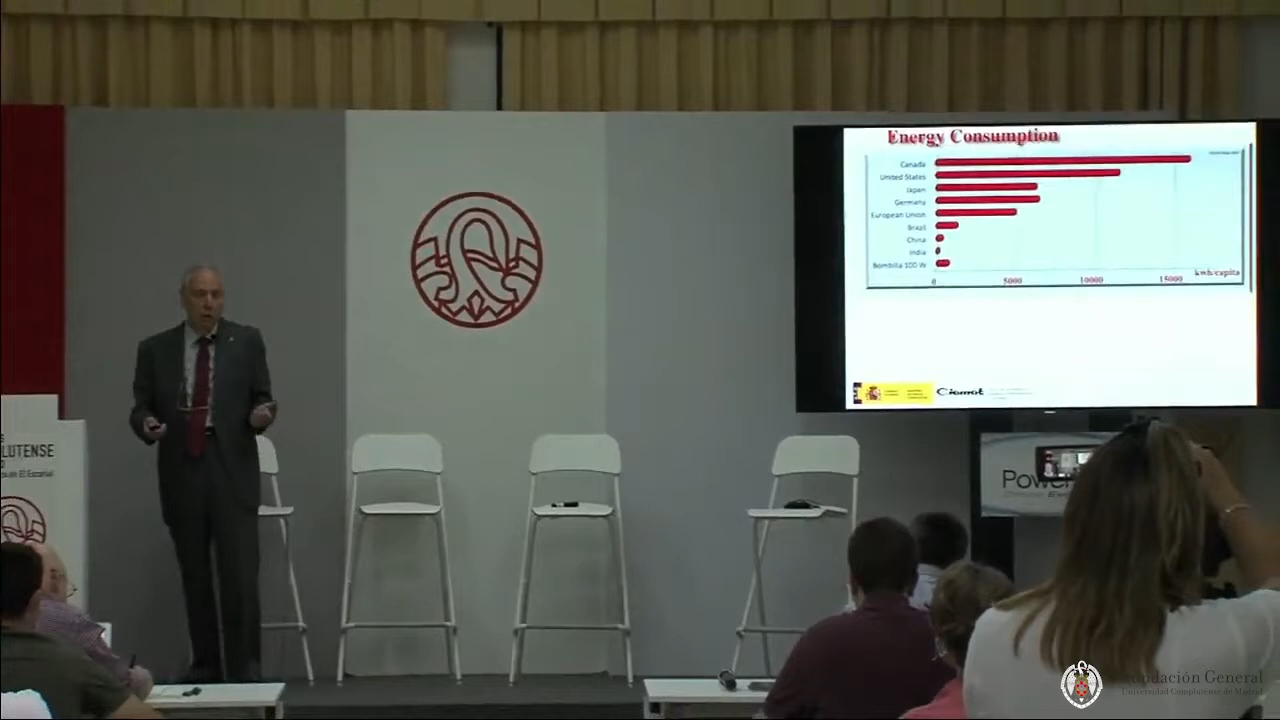 Energy Consumption
Canada
United States
Japan
Germany
European Union
Brazil
China
India
Bombilla 100 W
0 5000 10000 15000
kwh/capita
Ciemat
LUTENSE
Pow
Fundación General
Universidad Complutense de Madrid